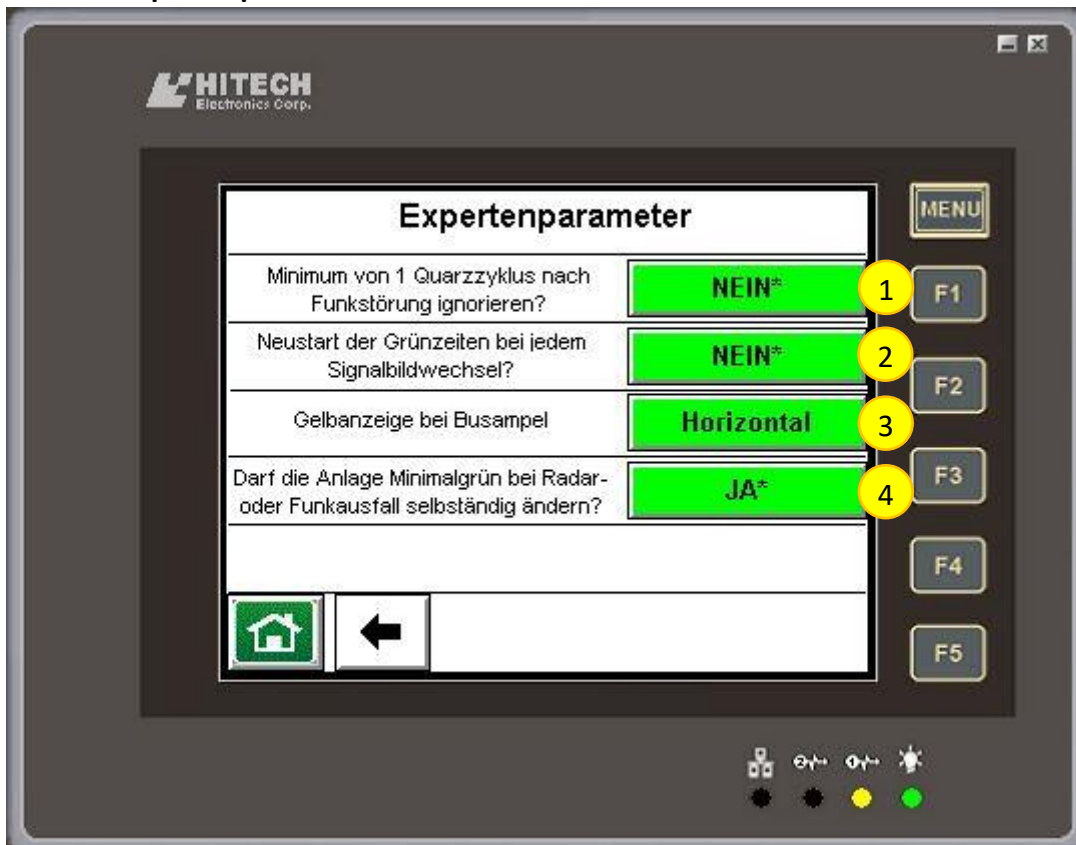 HITECH
Electronics Corp.
Expertenparameter
MENU
Minimum von 1 Quarzzyklus nach
Funkstörung ignorieren?
NEIN*
1
F1
Neustart der Grünzeiten bei jedem
Signalbildwechsel?
NEIN*
2
F2
Gelbanzeige bei Busampel
Horizontal
3
Darf die Anlage Minimalgrün bei Radar-
oder Funkausfall selbständig ändern?
JA*
4
F3
F4
F5